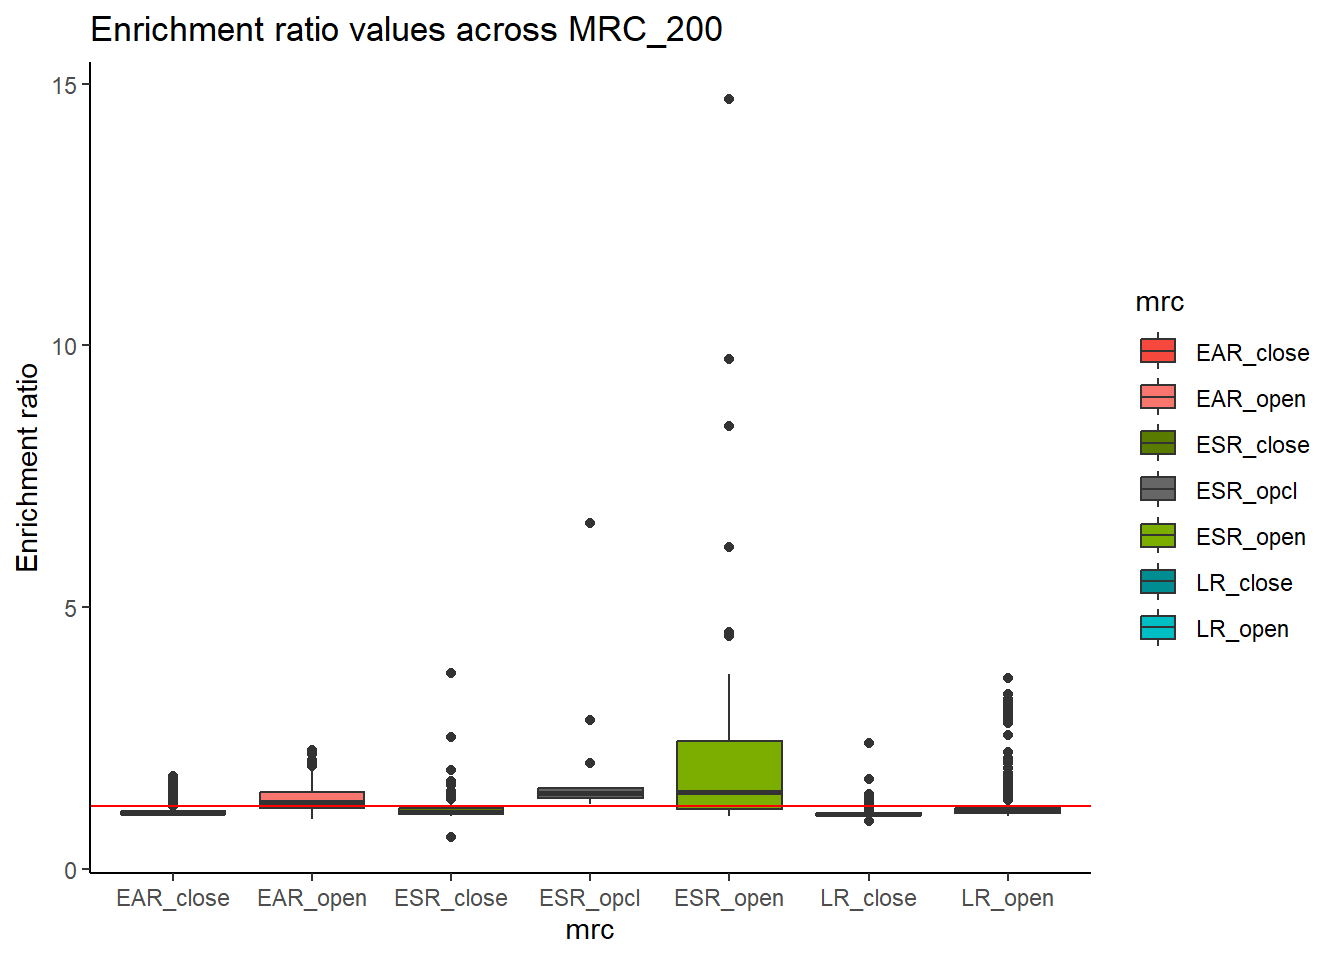 Enrichment ratio values across MRC_200
Enrichment ratio
15
10
5
0
EAR_close
EAR_open
ESR_close
ESR_opcl
ESR_open
LR_close
LR_open
mrc
mrc
EAR_close
EAR_open
ESR_close
ESR_opcl
ESR_open
LR_close
LR_open